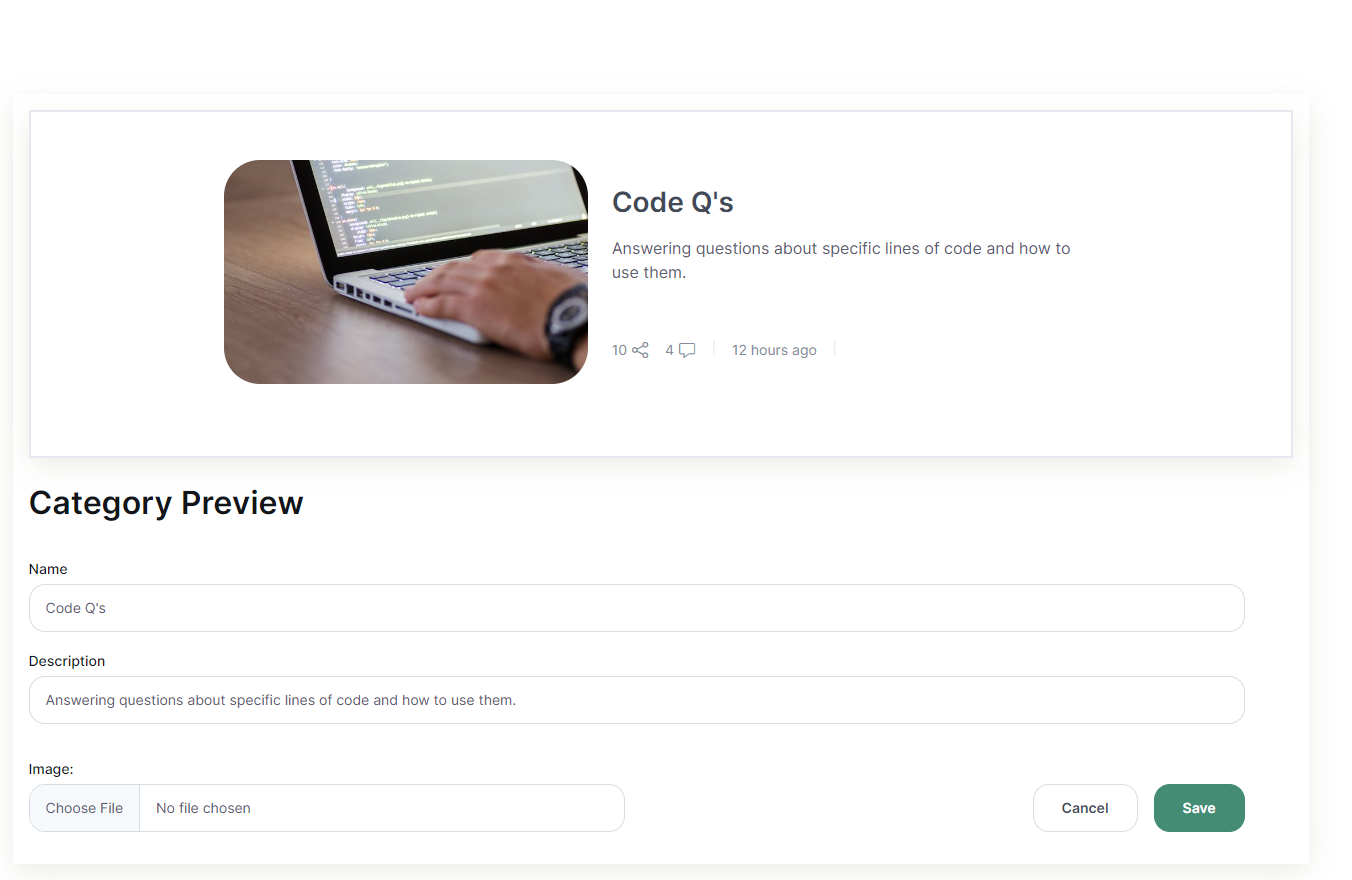 Code Q's
Answering questions about specific lines of code and how to
use them.
10 4 12 hours ago
Category Preview
Name
Code Q's
Description
Answering questions about specific lines of code and how to use them.
Image:
Choose File No file chosen
Cancel Save